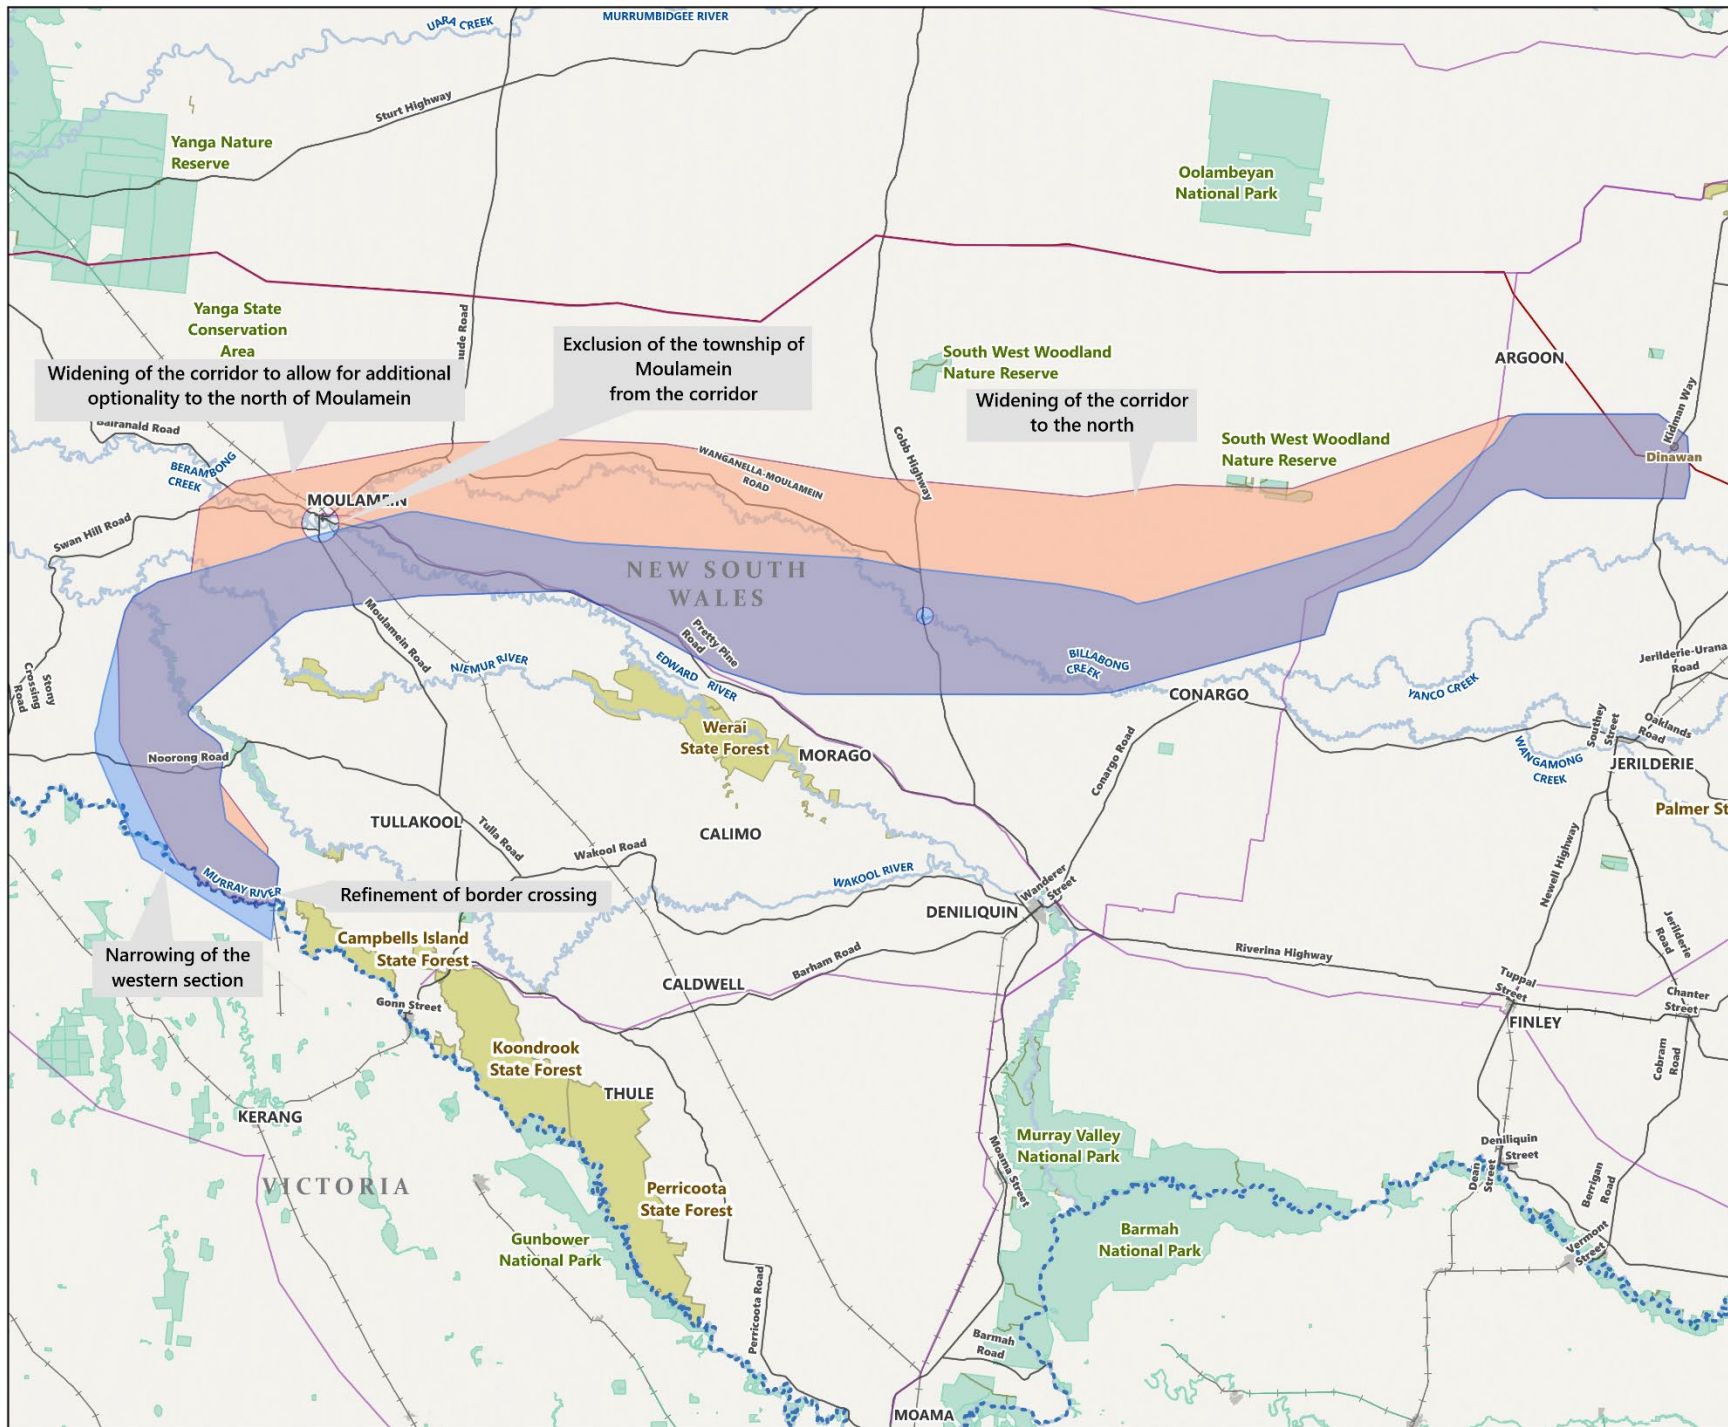 UARA CREEK
MURRUMBIDGEE RIVER
Sturt Highway
Yanga Nature
Reserve
Oolambeyan
National Park
Yanga State
Conservation
Area
Exclusion of the township of
Moulamein
from the corridor
Widening of the corridor to allow for additional
optionality to the north of Moulamein
South West Woodland
Nature Reserve
ARGOON
Widening of the corridor
to the north
Kidman Way
Balranald Road
Cobb Highway
South West Woodland
Nature Reserve
Dinawan
BERAMBONG
CREEK
WANGANELLA-MOULAMEIN
ROAD
MOULAMEIN
Swan Hill Road
NEW SOUTH
WALES
Moulamein Road
Pretty Pine
Road
NIEMUR RIVER
EDWARD RIVER
BILLABONG
CREEK
Stony
Crossing
Road
CONARGO
YANCO CREEK
Jerilderie-Urana
Road
Werai
State Forest
Southey
Street
Oaklands
Road
Noorong Road
MORAGO
Conargo Road
WANGAMONG
CREEK
JERILDERIE
Palmer St
TULLAKOOL
Tulla Road
CALIMO
Wakool Road
Newell Highway
MURRAY RIVER
Refinement of border crossing
WAKOOL RIVER
Wanderer
Street
DENILIQUIN
Jerilderie
Road
Campbells Island
State Forest
Narrowing of the
western section
Barham Road
Riverina Highway
CALDWELL
Tuppal
Street
Chanter
Street
Gonn Street
FINLEY
Koondrook
State Forest
Cobram
Road
THULE
KERANG
Murray Valley
National Park
Moama Street
Deniliquin
Street
Dean
Street
VICTORIA
Perricoota
State Forest
Berrigan
Road
Gunbower
National Park
Barmah
National Park
Vermont
Street
Perricoota Road
Barmah
Road
MOAMA